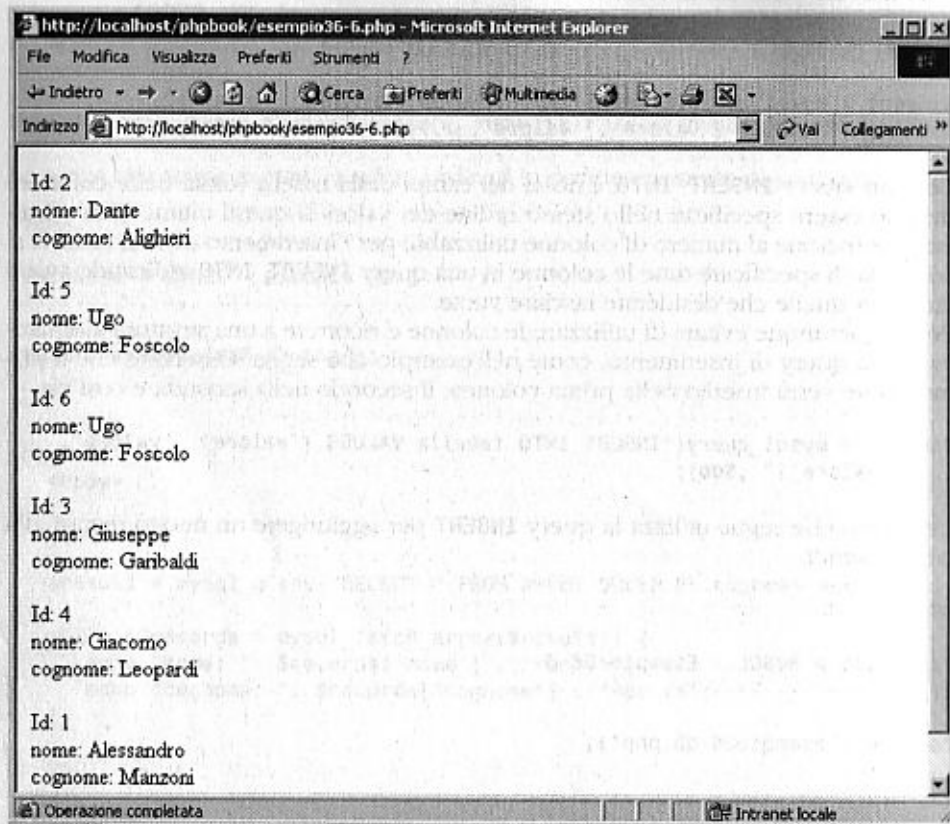 http://localhost/phpbook/esempio36-6.php - Microsoft Internet Explorer
File Modifica Visualizza Preferiti Strumenti ?
Indietro Cerca Preferiti Multimedia
Indirizzo http://localhost/phpbook/esempio36-6.php Vai Collegamenti »
Id: 2
nome: Dante
cognome: Alighieri
Id: 5
nome: Ugo
cognome: Foscolo
Id: 6
nome: Ugo
cognome: Foscolo
Id: 3
nome: Giuseppe
cognome: Garibaldi
Id: 4
nome: Giacomo
cognome: Leopardi
Id: 1
nome: Alessandro
cognome: Manzoni
Operazione completata Intranet locale